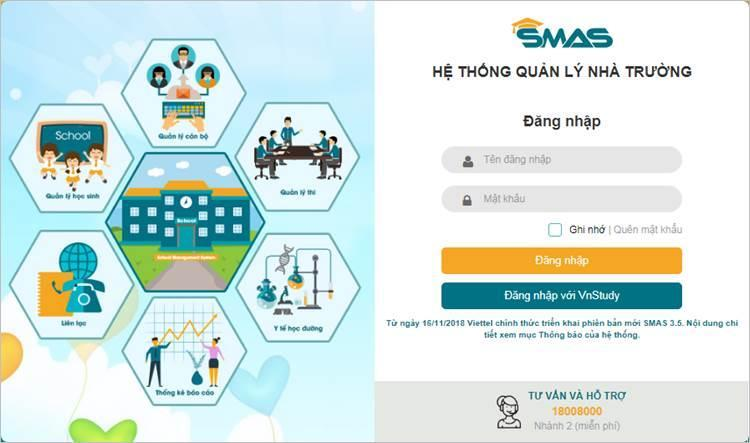 SMAS
HỆ THỐNG QUẢN LÝ NHÀ TRƯỜNG
Đăng nhập
Tên đăng nhập
Mật khẩu
Ghi nhớ | Quên mật khẩu
Đăng nhập
Đăng nhập với VnStudy
Từ ngày 16/11/2018 Viettel chính thức triển khai phiên bản mới SMAS 3.5. Nội dung chi
tiết xem mục Thông báo của hệ thống.
TƯ VẤN VÀ HỖ TRỢ
18008000
Nhánh 2 (miễn phí)
Quản lý cán bộ
School
Quản lý học sinh
Quản lý thi
School
School Management System
Liên lạc
Y tế học đường
Thống kê báo cáo